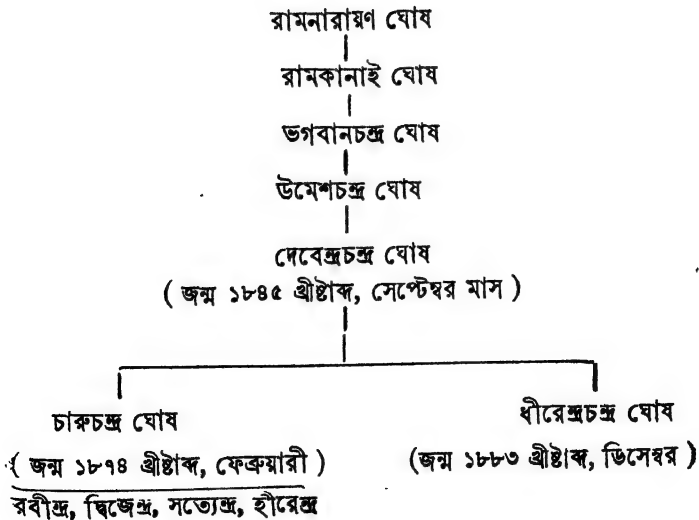 রামনারায়ণ ঘোষ
রামকানাই ঘোষ
ভগবানচন্দ্র ঘোষ
উমেশচন্দ্র ঘোষ
দেবেন্দ্রচন্দ্র ঘোষ
( জন্ম ১৮৪৫ খ্রীষ্টাব্দ, সেপ্টেম্বর মাস )
চারুচন্দ্র ঘোষ ধীরেন্দ্রচন্দ্র ঘোষ
( জন্ম ১৮৭৪ খ্রীষ্টাব্দ, ফেব্রুয়ারী ) (জন্ম ১৮৮৩ খ্রীষ্টাব্দ, ডিসেম্বর )
রবীন্দ্র, দ্বিজেন্দ্র, সত্যেন্দ্র, হীরেন্দ্র